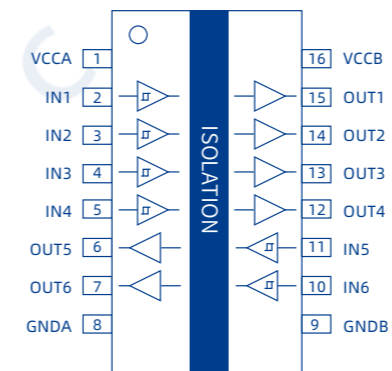 VCCA 1 16 VCCB
IN1 2 15 OUT1
IN2 3 14 OUT2
IN3 4 13 OUT3
IN4 5 12 OUT4
OUT5 6 11 IN5
OUT6 7 10 IN6
GNDA 8 9 GNDB
ISOLATION